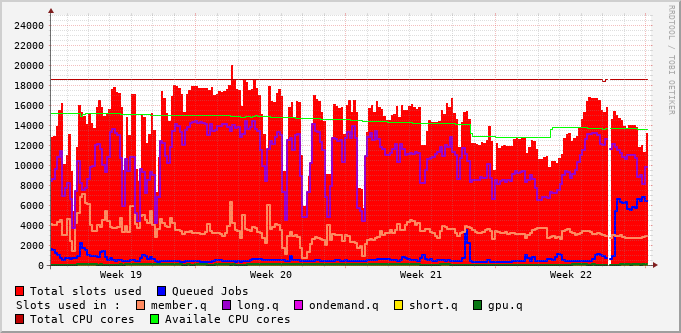 24000
22000
20000
18000
16000
14000
12000
10000
8000
6000
4000
2000
0
Week 19 Week 20 Week 21 Week 22
RRDTOOL / TOBI OETIKER
Total slots used Queued Jobs
Slots used in : member.q long.q ondemand.q short.q gpu.q
Total CPU cores Availale CPU cores